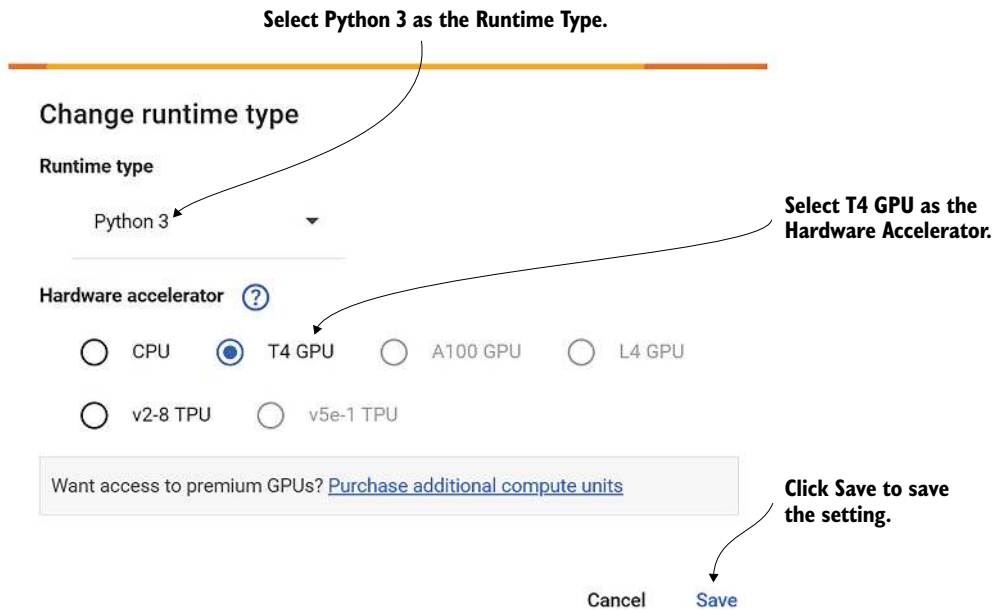 Select Python 3 as the Runtime Type.
Change runtime type
Runtime type
Python 3
Select T4 GPU as the
Hardware Accelerator.
Hardware accelerator ?
CPU T4 GPU A100 GPU L4 GPU
v2-8 TPU v5e-1 TPU
Want access to premium GPUs? Purchase additional compute units
Click Save to save
the setting.
Cancel Save